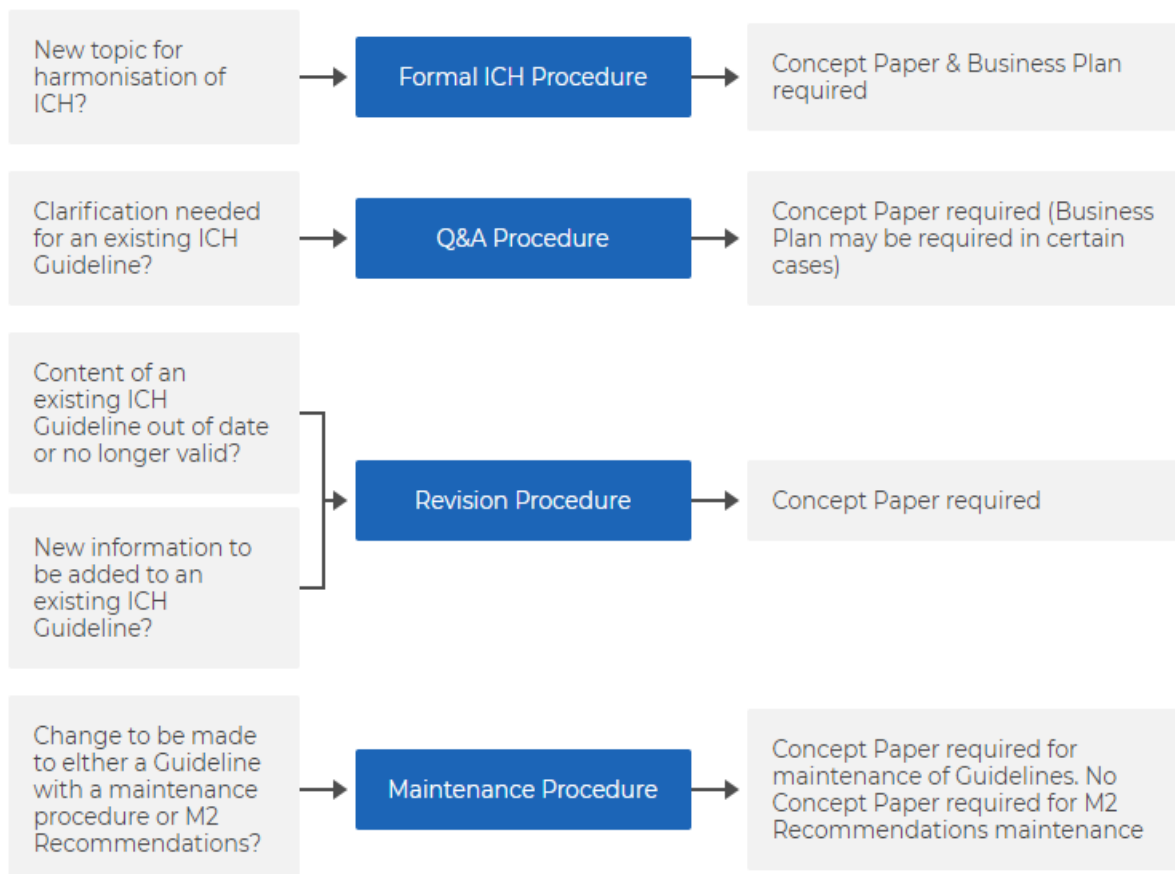 New topic for
harmonisation of
ICH?
Formal ICH Procedure
Concept Paper & Business Plan
required
Clarification needed
for an existing ICH
Guideline?
Q&A Procedure
Concept Paper required (Business
Plan may be required in certain
cases)
Content of an
existing ICH
Guideline out of date
or no longer valid?
New information to
be added to an
existing ICH
Guideline?
Revision Procedure
Concept Paper required
Change to be made
to elther a Guideline
with a maintenance
procedure or M2
Recommendations?
Maintenance Procedure
Concept Paper required for
maintenance of Guidelines. No
Concept Paper required for M2
Recommendations maintenance